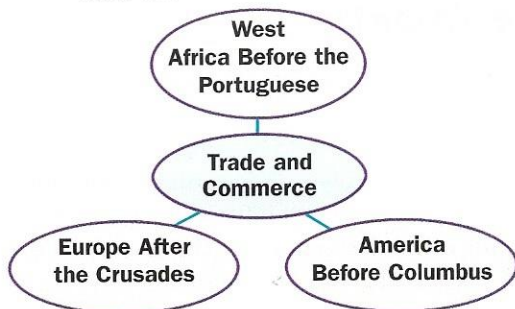 West
Africa Before the
Portuguese
Trade and
Commerce
Europe After
the Crusades
America
Before Columbus